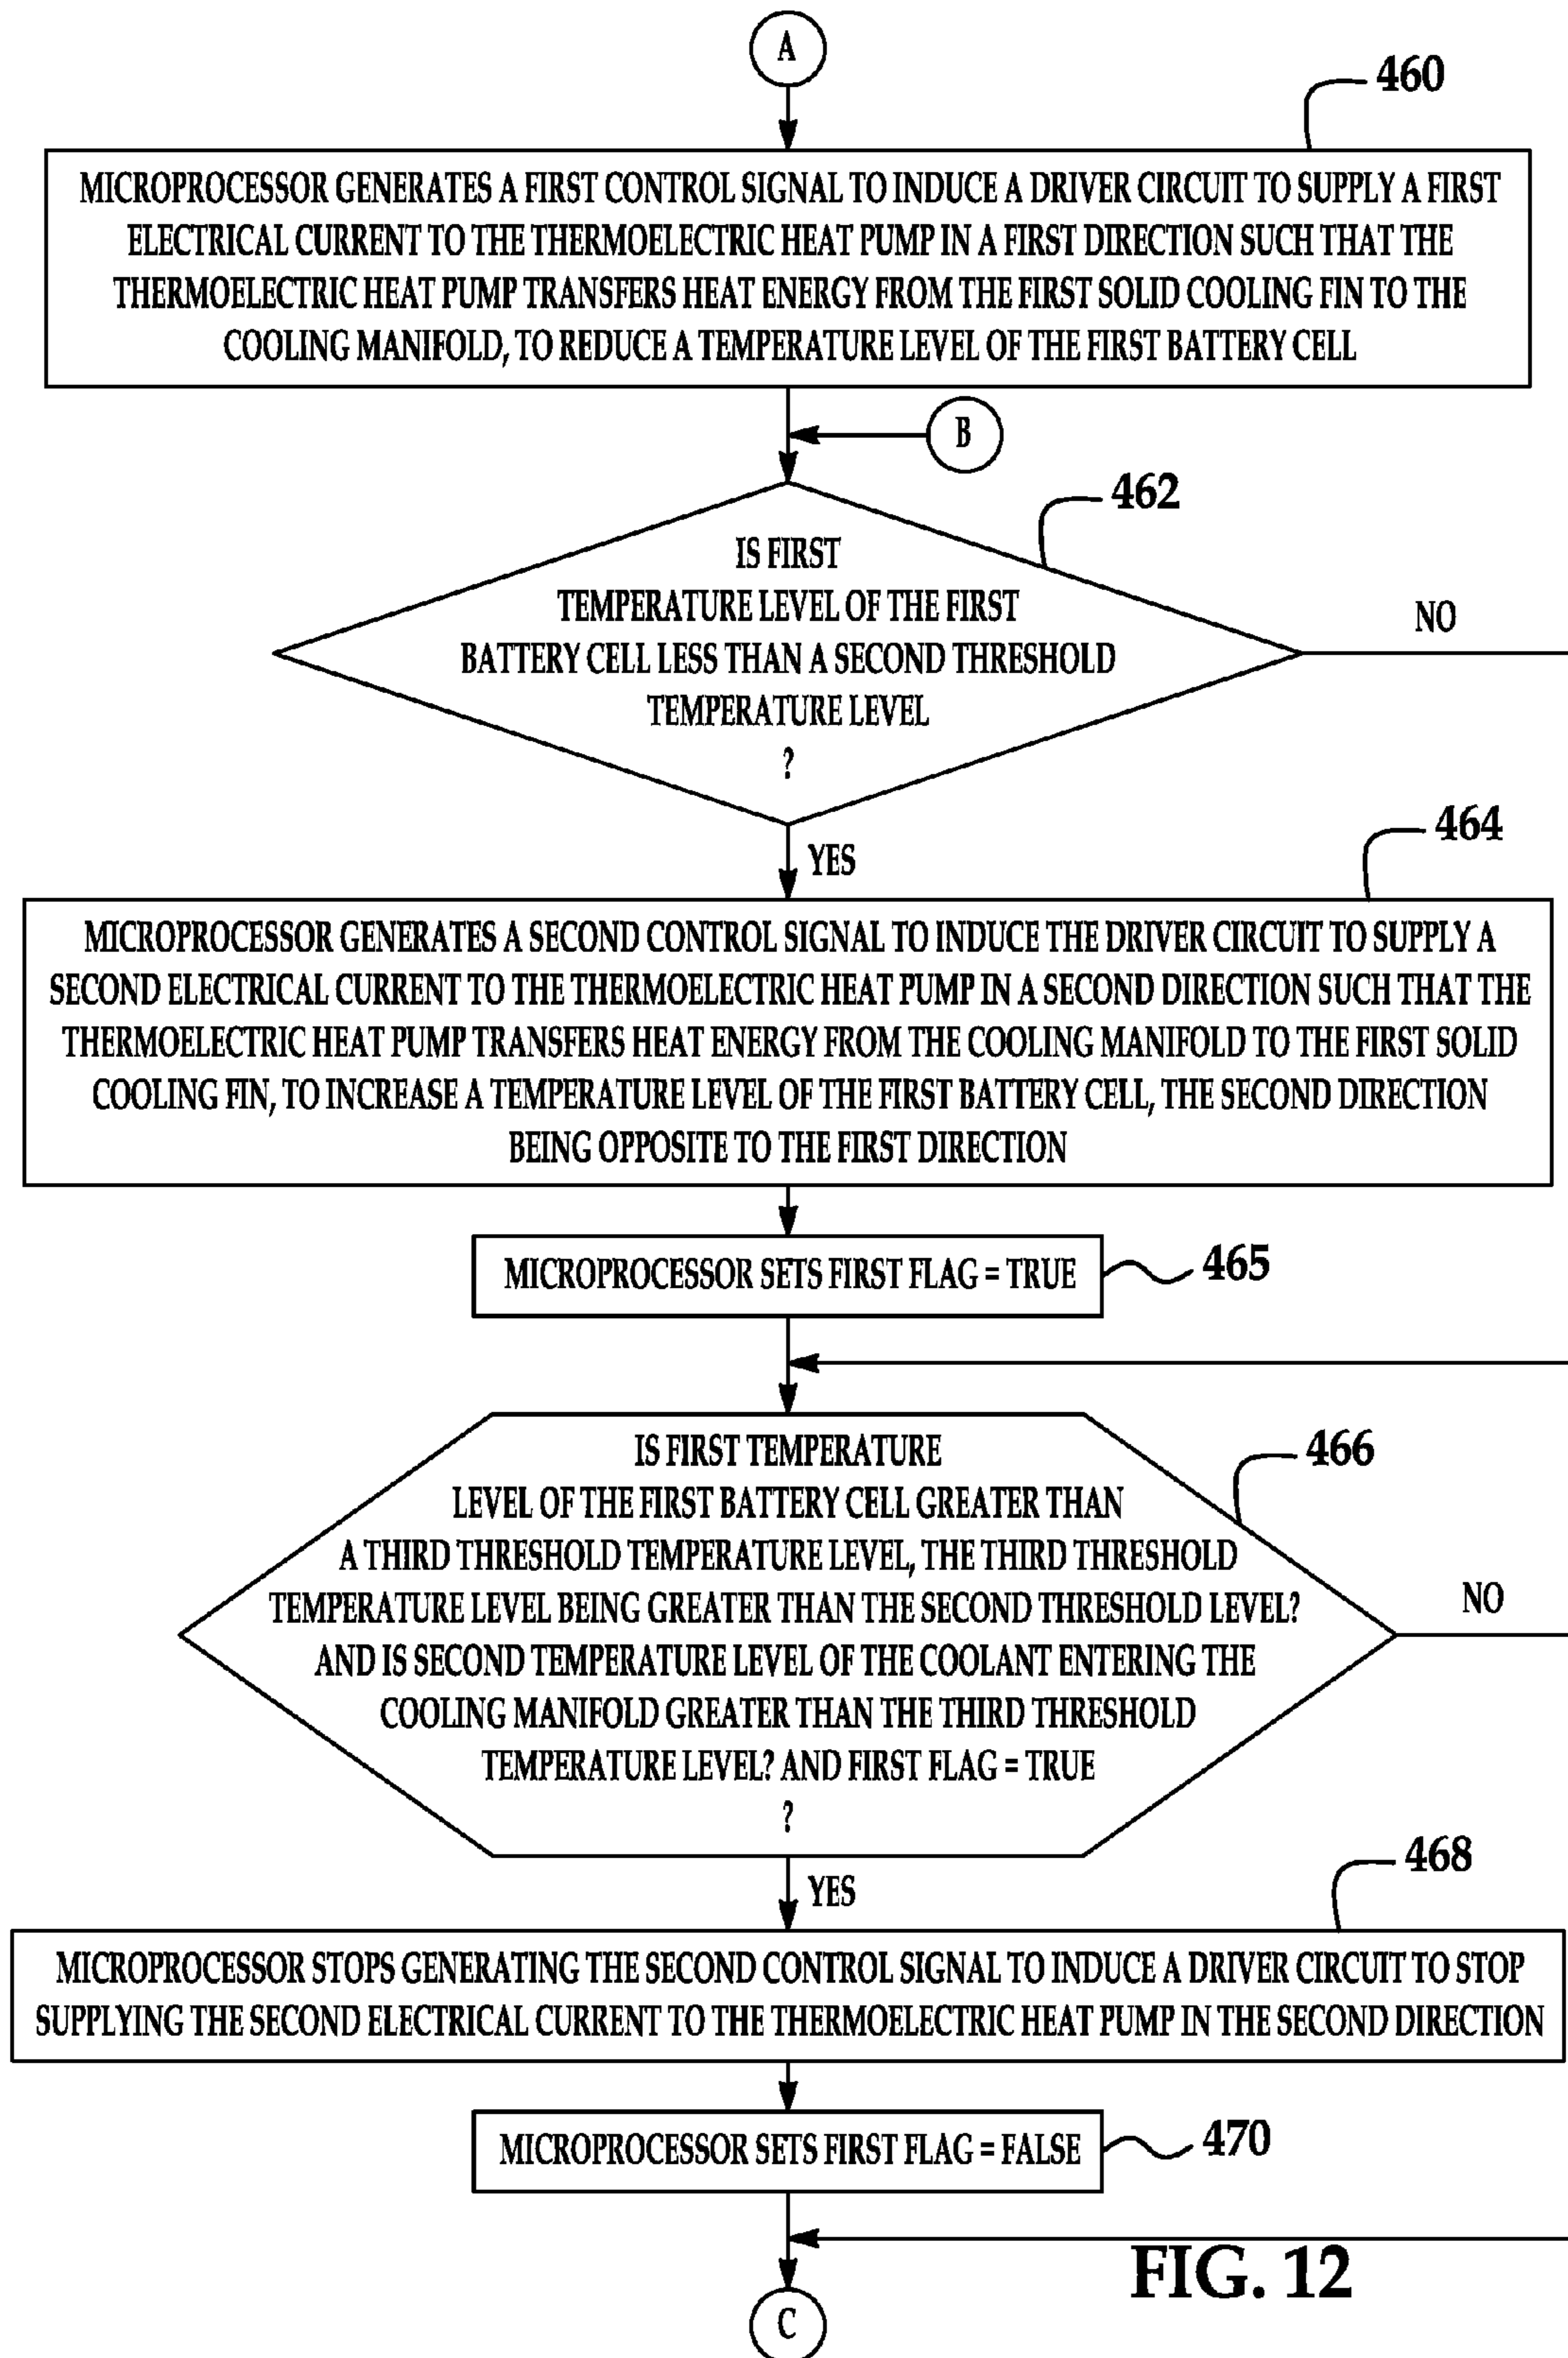 A
460
MICROPROCESSOR GENERATES A FIRST CONTROL SIGNAL TO INDUCE A DRIVER CIRCUIT TO SUPPLY A FIRST
ELECTRICAL CURRENT TO THE THERMOELECTRIC HEAT PUMP IN A FIRST DIRECTION SUCH THAT THE
THERMOELECTRIC HEAT PUMP TRANSFERS HEAT ENERGY FROM THE FIRST SOLID COOLING FIN TO THE
COOLING MANIFOLD, TO REDUCE A TEMPERATURE LEVEL OF THE FIRST BATTERY CELL
B
462
IS FIRST
TEMPERATURE LEVEL OF THE FIRST
BATTERY CELL LESS THAN A SECOND THRESHOLD
TEMPERATURE LEVEL
?
NO
YES
464
MICROPROCESSOR GENERATES A SECOND CONTROL SIGNAL TO INDUCE THE DRIVER CIRCUIT TO SUPPLY A
SECOND ELECTRICAL CURRENT TO THE THERMOELECTRIC HEAT PUMP IN A SECOND DIRECTION SUCH THAT THE
THERMOELECTRIC HEAT PUMP TRANSFERS HEAT ENERGY FROM THE COOLING MANIFOLD TO THE FIRST SOLID
COOLING FIN, TO INCREASE A TEMPERATURE LEVEL OF THE FIRST BATTERY CELL, THE SECOND DIRECTION
BEING OPPOSITE TO THE FIRST DIRECTION
MICROPROCESSOR SETS FIRST FLAG = TRUE
465
466
IS FIRST TEMPERATURE
LEVEL OF THE FIRST BATTERY CELL GREATER THAN
A THIRD THRESHOLD TEMPERATURE LEVEL, THE THIRD THRESHOLD
TEMPERATURE LEVEL BEING GREATER THAN THE SECOND THRESHOLD LEVEL?
AND IS SECOND TEMPERATURE LEVEL OF THE COOLANT ENTERING THE
COOLING MANIFOLD GREATER THAN THE THIRD THRESHOLD
TEMPERATURE LEVEL? AND FIRST FLAG = TRUE
?
NO
YES
468
MICROPROCESSOR STOPS GENERATING THE SECOND CONTROL SIGNAL TO INDUCE A DRIVER CIRCUIT TO STOP
SUPPLYING THE SECOND ELECTRICAL CURRENT TO THE THERMOELECTRIC HEAT PUMP IN THE SECOND DIRECTION
MICROPROCESSOR SETS FIRST FLAG = FALSE
470
FIG. 12
C